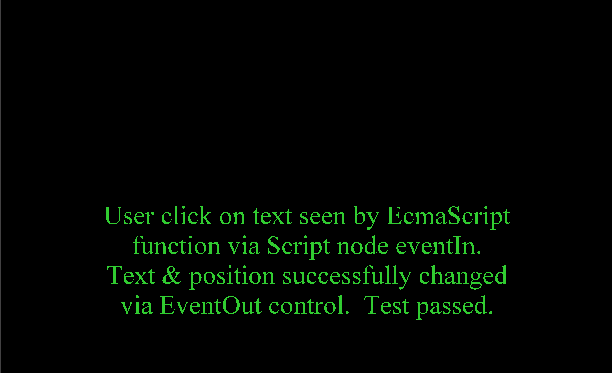 User click on text seen by EcmaScript
function via Script node eventIn.
Text & position successfully changed
via EventOut control.  Test passed.